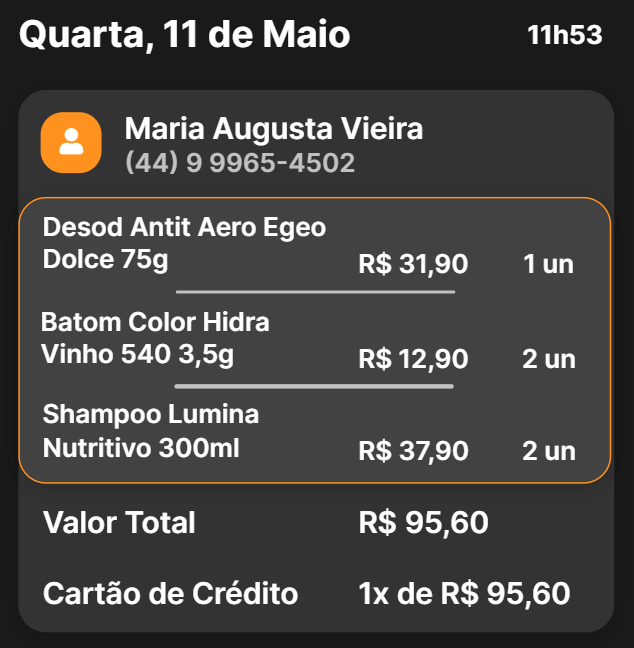 Quarta, 11 de Maio 11h53
Maria Augusta Vieira
(44) 9 9965-4502
Desod Antit Aero Egeo
Dolce 75g R$ 31,90 1 un
Batom Color Hidra
Vinho 540 3,5g R$ 12,90 2 un
Shampoo Lumina
Nutritivo 300ml R$ 37,90 2 un
Valor Total R$ 95,60
Cartão de Crédito 1x de R$ 95,60